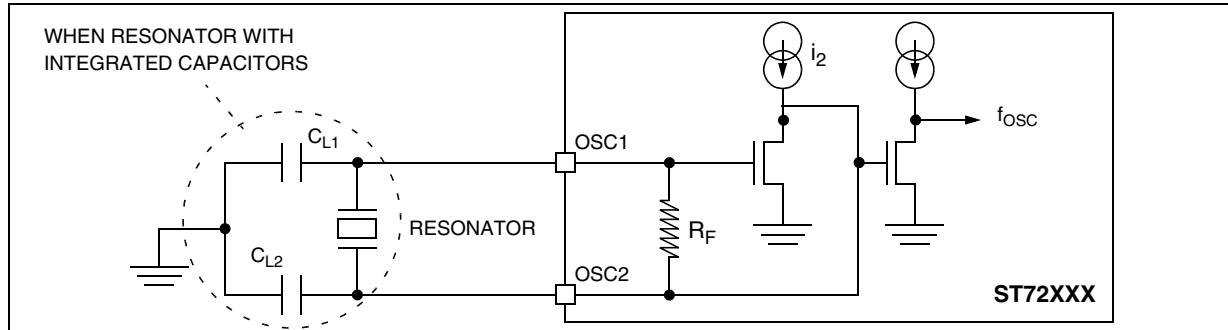 WHEN RESONATOR WITH
INTEGRATED CAPACITORS
i2
fOSC
CL1
OSC1
RESONATOR
RF
CL2
OSC2
ST72XXX